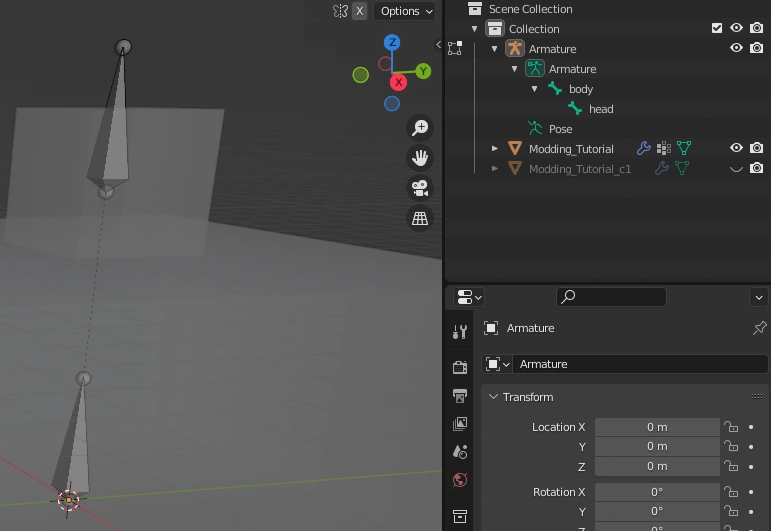 Scene Collection
X Options
Collection
Z
Armature
Y
Armature
X
body
head
Pose
Modding_Tutorial
Modding_Tutorial_c1
Armature
Armature
Transform
Location X 0 m
Y 0 m
Z 0 m
Rotation X 0°
Y 0°